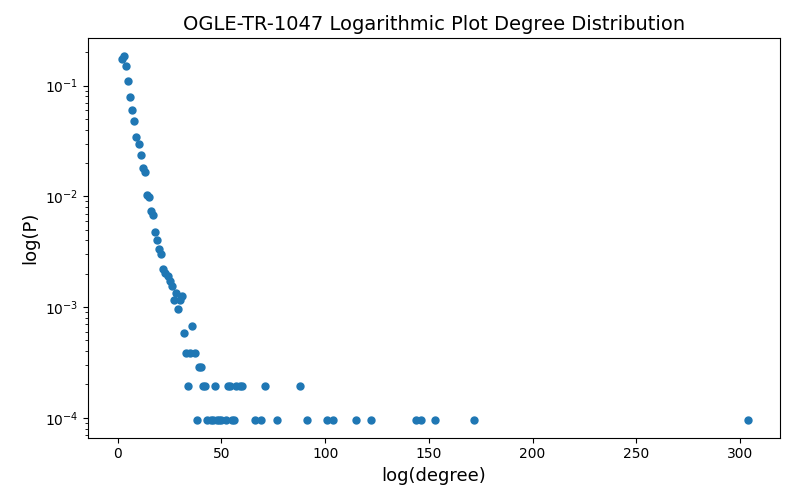 OGLE-TR-1047 Logarithmic Plot Degree Distribution
log(P)
10⁻¹
10⁻²
10⁻³
10⁻⁴
0 50 100 150 200 250 300
log(degree)